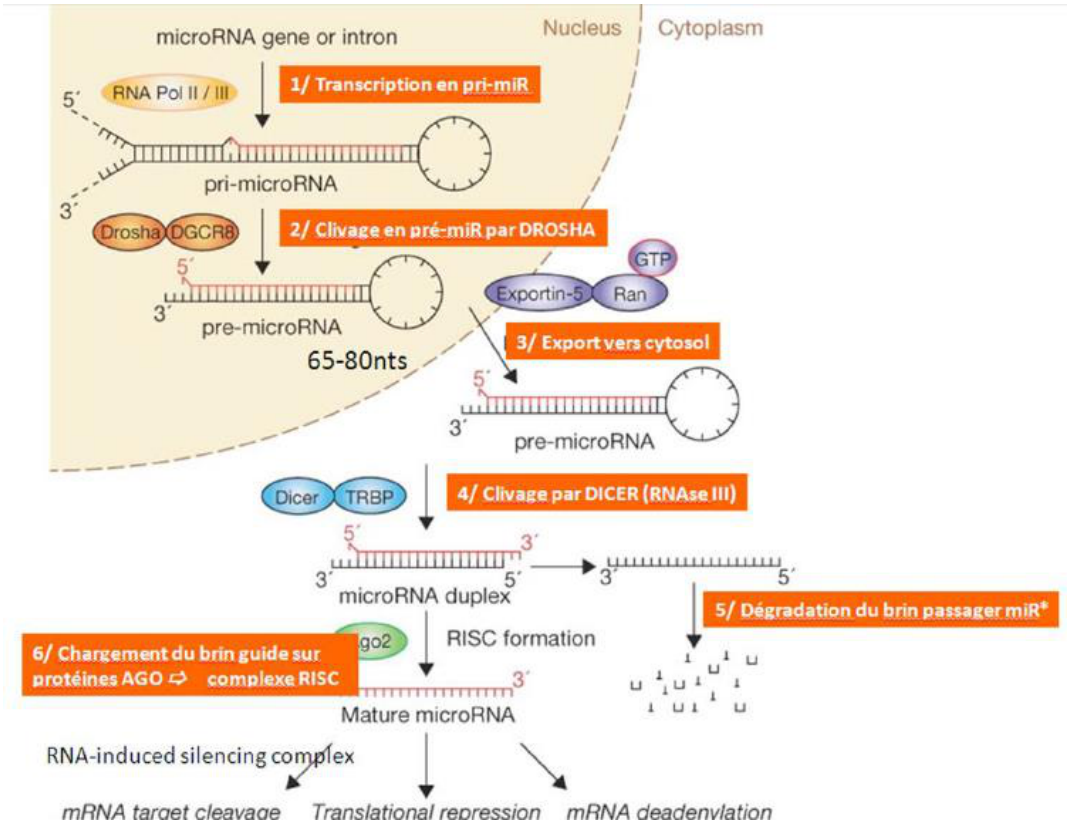 Nucleus
Cytoplasm
microRNA gene or intron
1/ Transcription en pri-miR
RNA Pol II / III
5´
3´
pri-microRNA
Drosha
DGCR8
2/ Clivage en pré-miR par DROSHA
5´
3´
pre-microRNA
65-80nts
GTP
Exportin-5
Ran
3/ Export vers cytosol
5´
3´
pre-microRNA
Dicer
TRBP
4/ Clivage par DICER (RNAse III)
5´
3´
3´
5´
microRNA duplex
3´
5´
5/ Dégradation du brin passager miR*
RISC formation
6/ Chargement du brin guide sur
protéines AGO ⇨ complexe RISC
3´
Mature microRNA
RNA-induced silencing complex
mRNA target cleavage
Translational repression
mRNA deadenylation